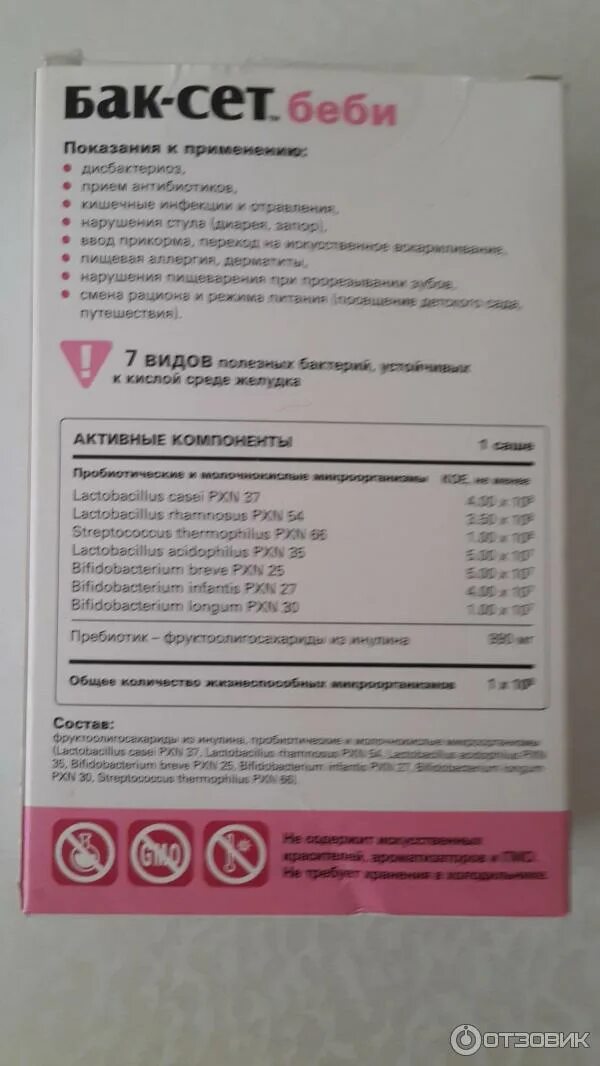 Бак-сет™ беби
Показания к применению:
• дисбактериоз,
• прием антибиотиков,
• кишечные инфекции и отравления,
• нарушения стула (диарея, запор),
• ввод прикорма, переход на искусственное вскармливание,
• пищевая аллергия, дерматиты,
• нарушения пищеварения при прорезывании зубов,
• смена рациона и режима питания (посещение детского сада,
путешествия).
! 7 видов полезных бактерий, устойчивых
к кислой среде желудка
АКТИВНЫЕ КОМПОНЕНТЫ 1 саше
Пробиотические и молочнокислые микроорганизмы КОЕ, не менее
Lactobacillus casei PXN 37
Lactobacillus rhamnosus PXN 54
Streptococcus thermophilus PXN 66
Lactobacillus acidophilus PXN 35
Bifidobacterium breve PXN 25
Bifidobacterium infantis PXN 27
Bifidobacterium longum PXN 30
Пребиотик – фруктоолигосахариды из инулина
Общее количество жизнеспособных микроорганизмов
Состав:
фруктоолигосахариды из инулина, пробиотические и молочнокислые микроорганизмы
(Lactobacillus casei PXN 37, Lactobacillus rhamnosus PXN 54, Lactobacillus acidophilus PXN
35, Bifidobacterium breve PXN 25, Bifidobacterium infantis PXN 27, Bifidobacterium longum
PXN 30, Streptococcus thermophilus PXN 66).
GMO
Не содержит искусственных
красителей, ароматизаторов и ГМО.
Не требует хранения в холодильнике.
ОТЗОВИК